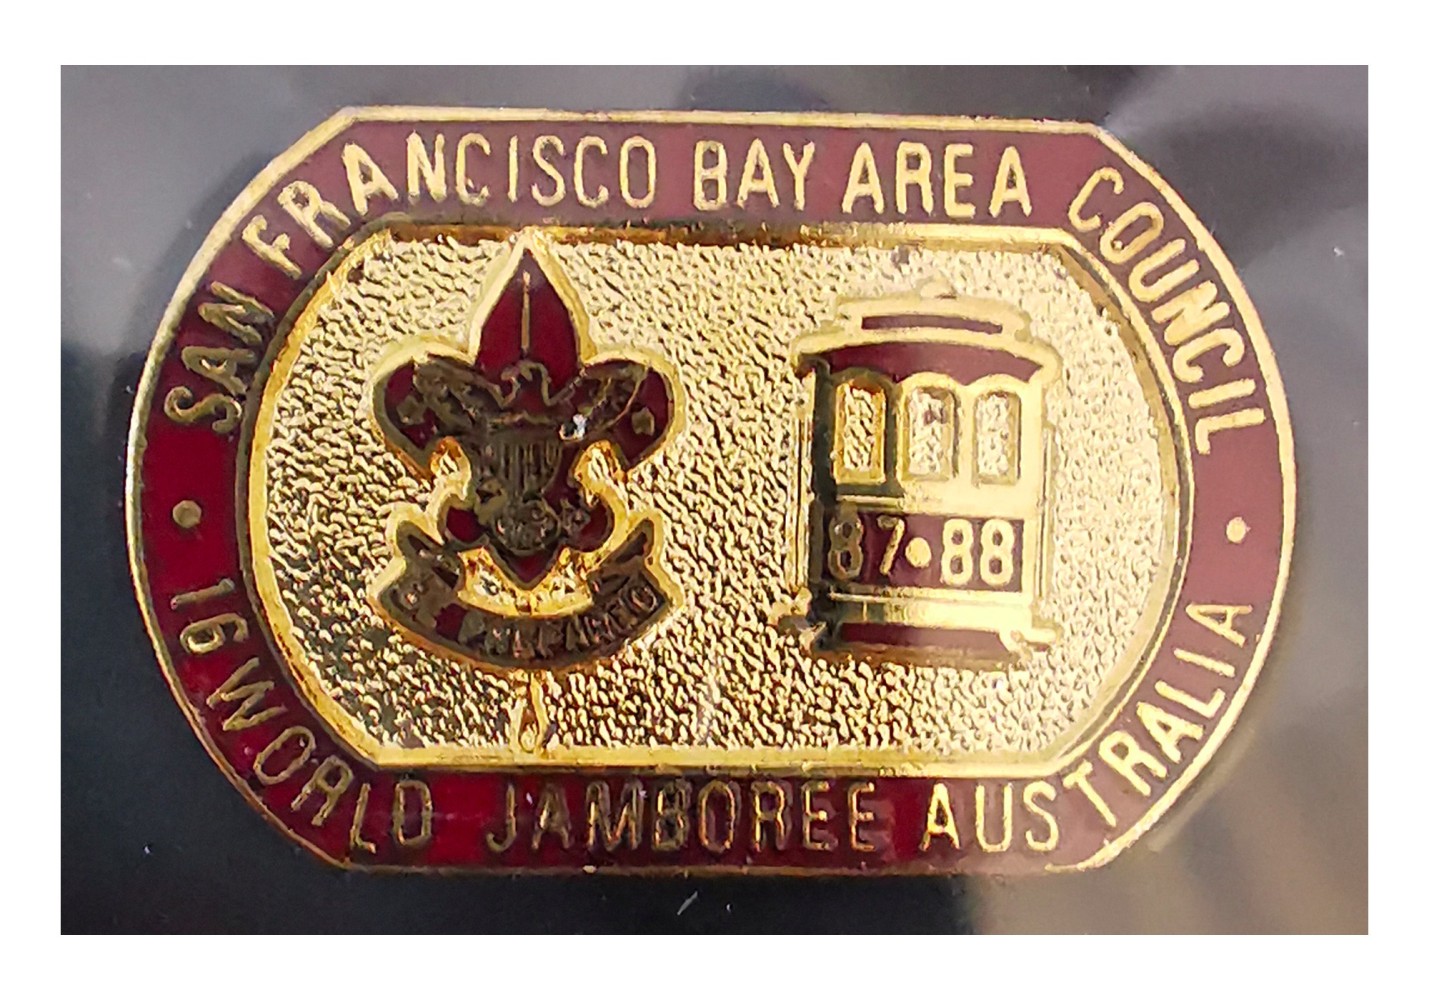 SAN FRANCISCO BAY AREA COUNCIL
87•88
16 WORLD JAMBOREE AUSTRALIA